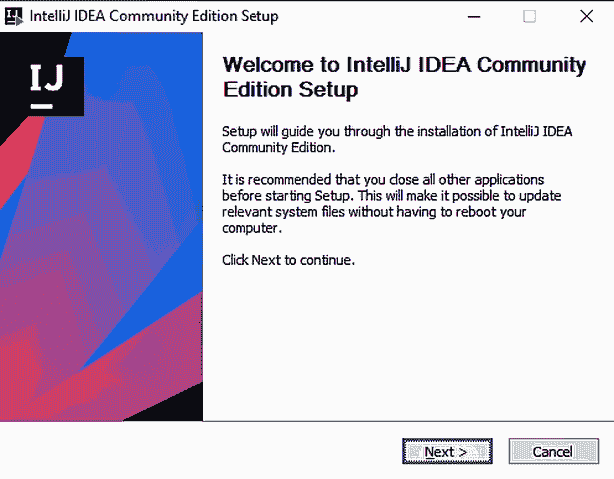 IntelliJ IDEA Community Edition Setup
IJ
Welcome to IntelliJ IDEA Community
Edition Setup
Setup will guide you through the installation of IntelliJ IDEA
Community Edition.
It is recommended that you close all other applications
before starting Setup. This will make it possible to update
relevant system files without having to reboot your
computer.
Click Next to continue.
Next >
Cancel